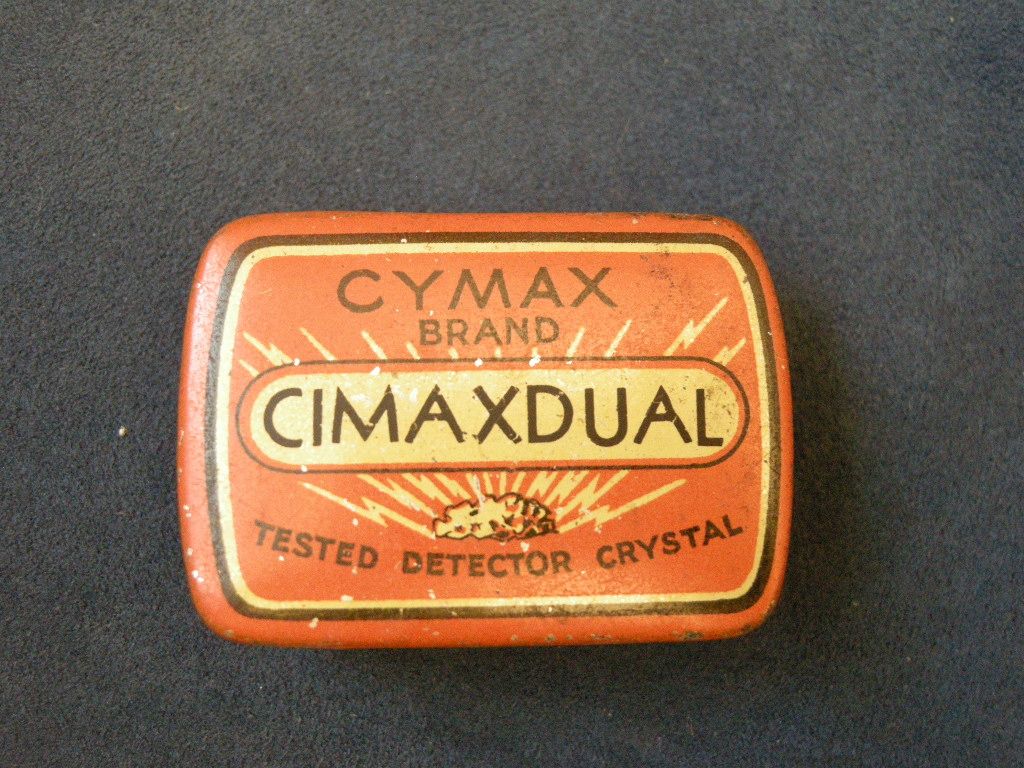 CYMAX
BRAND
CIMAXDUAL
TESTED DETECTOR CRYSTAL